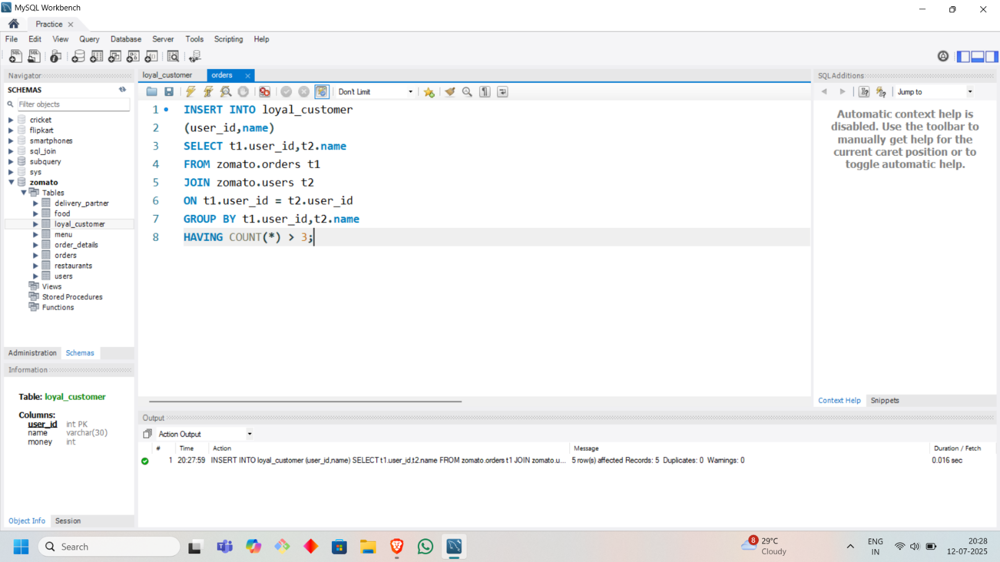 MySQL Workbench
Practice
File Edit View Query Database Server Tools Scripting Help
Navigator
SCHEMAS
Filter objects
cricket
flipkart
smartphones
sql_join
subquery
sys
zomato
Tables
delivery_partner
food
loyal_customer
menu
order_details
orders
restaurants
users
Views
Stored Procedures
Functions
Administration Schemas
Information
Table: loyal_customer
Columns:
user_id int PK
name varchar(30)
money int
Object Info Session
loyal_customer orders
Don't Limit
1 INSERT INTO loyal_customer
2 (user_id,name)
3 SELECT t1.user_id,t2.name
4 FROM zomato.orders t1
5 JOIN zomato.users t2
6 ON t1.user_id = t2.user_id
7 GROUP BY t1.user_id,t2.name
8 HAVING COUNT(*) > 3;
SQLAdditions
Jump to
Automatic context help is
disabled. Use the toolbar to
manually get help for the
current caret position or to
toggle automatic help.
Context Help Snippets
Output
Action Output
# Time Action Message Duration / Fetch
1 20:27:59 INSERT INTO loyal_customer (user_id,name) SELECT t1.user_id,t2.name FROM zomato.orders t1 JOIN zomato.u... 5 row(s) affected Records: 5 Duplicates: 0 Warnings: 0 0.016 sec
Search
8
29°C
Cloudy
ENG
IN
20:28
12-07-2025